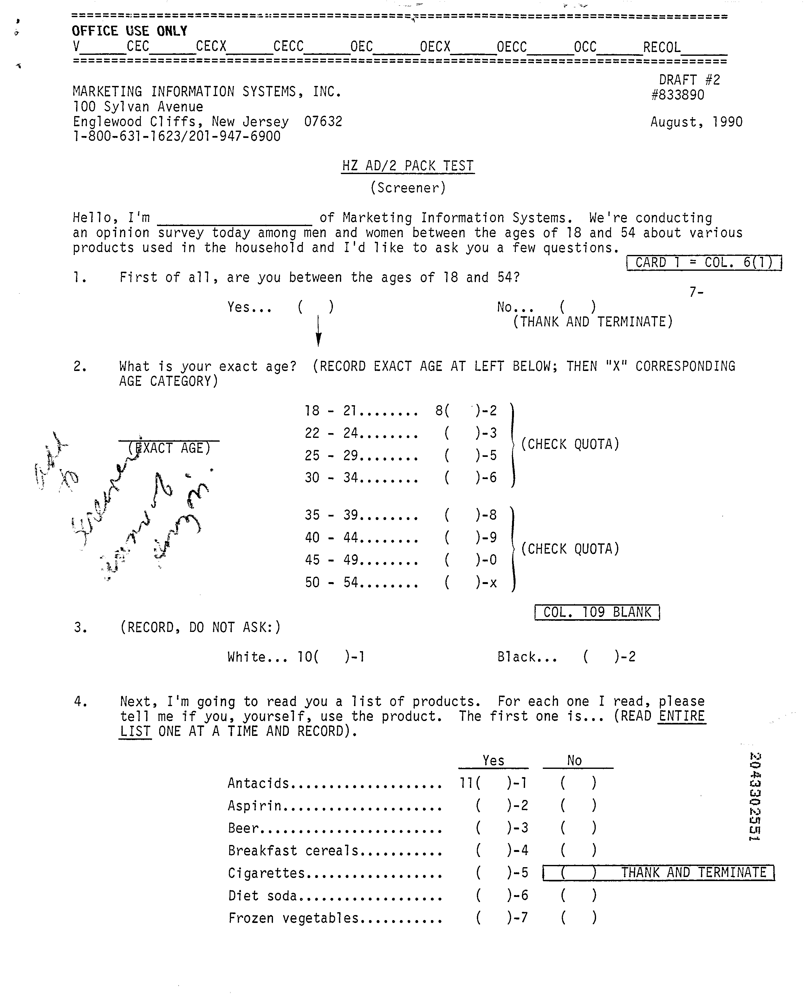 OFFICE USE ONLY
V______CEC______CECX______CECC______OEC______OECX______OECC______OCC______RECOL______
DRAFT #2
MARKETING INFORMATION SYSTEMS, INC. #833890
100 Sylvan Avenue
Englewood Cliffs, New Jersey 07632 August, 1990
1-800-631-1623/201-947-6900
HZ AD/2 PACK TEST
(Screener)
Hello, I'm ____________________ of Marketing Information Systems. We're conducting
an opinion survey today among men and women between the ages of 18 and 54 about various
products used in the household and I'd like to ask you a few questions.
CARD 1 = COL. 6(1)
1. First of all, are you between the ages of 18 and 54?
7-
Yes... ( ) No... ( )
(THANK AND TERMINATE)
2. What is your exact age? (RECORD EXACT AGE AT LEFT BELOW; THEN "X" CORRESPONDING
AGE CATEGORY)
18 - 21........ 8( )-2
22 - 24........ ( )-3
(EXACT AGE) (CHECK QUOTA)
25 - 29........ ( )-5
30 - 34........ ( )-6
Add
to
screener
35 - 39........ ( )-8
40 - 44........ ( )-9
(CHECK QUOTA)
45 - 49........ ( )-0
50 - 54........ ( )-x
COL. 109 BLANK
3. (RECORD, DO NOT ASK:)
White... 10( )-1 Black... ( )-2
4. Next, I'm going to read you a list of products. For each one I read, please
tell me if you, yourself, use the product. The first one is... (READ ENTIRE
LIST ONE AT A TIME AND RECORD).
Yes No
Antacids.................... 11( )-1 ( )
Aspirin..................... ( )-2 ( )
Beer........................ ( )-3 ( )
Breakfast cereals........... ( )-4 ( )
Cigarettes.................. ( )-5 ( ) THANK AND TERMINATE
Diet soda................... ( )-6 ( )
Frozen vegetables........... ( )-7 ( )
2043302551